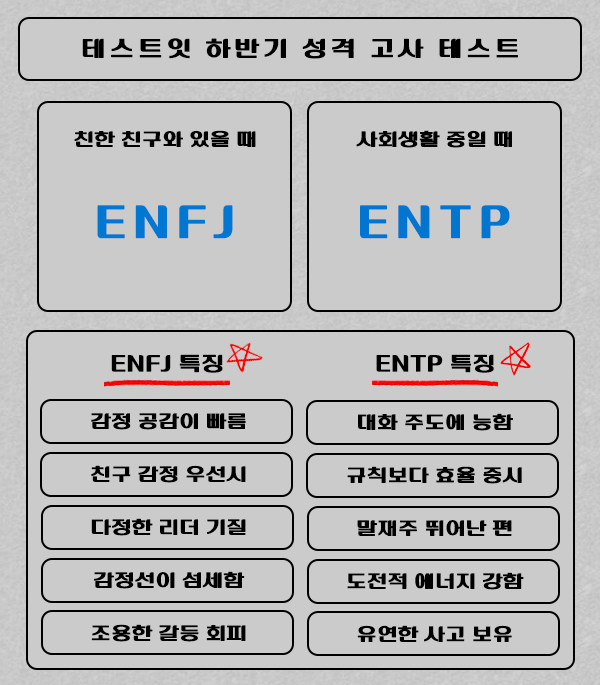 테스트잇 하반기 성격 고사 테스트
친한 친구와 있을 때
ENFJ
사회생활 중일 때
ENTP
ENFJ 특징
감정 공감이 빠름
친구 감정 우선시
다정한 리더 기질
감정선이 섬세함
조용한 갈등 회피
ENTP 특징
대화 주도에 능함
규칙보다 효율 중시
말재주 뛰어난 편
도전적 에너지 강함
유연한 사고 보유